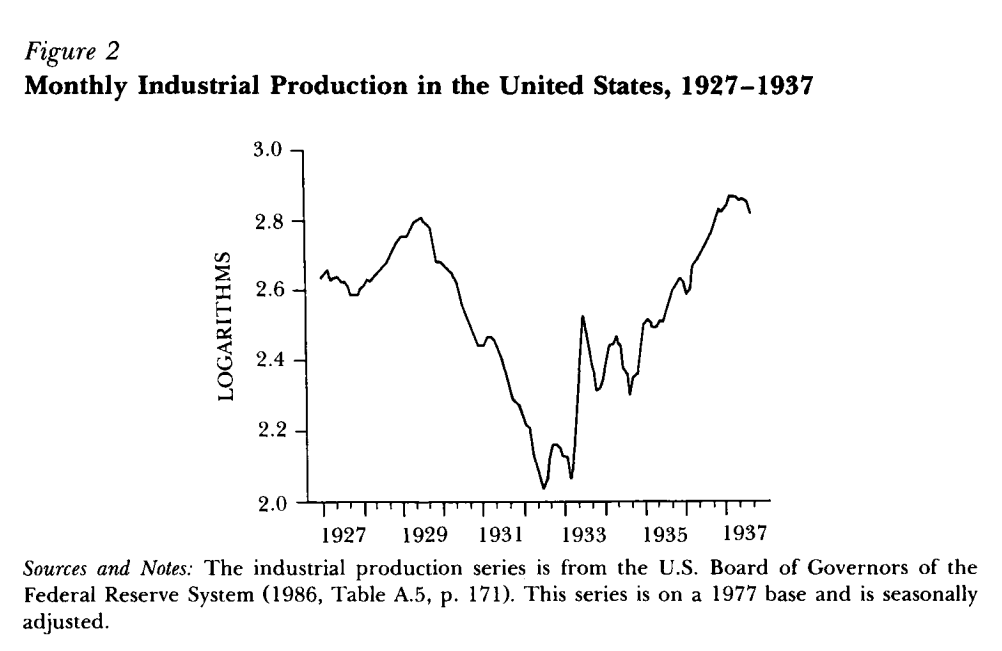 Figure 2
Monthly Industrial Production in the United States, 1927–1937
3.0
2.8
2.6
2.4
2.2
2.0
LOGARITHMS
1927 1929 1931 1933 1935 1937
Sources and Notes: The industrial production series is from the U.S. Board of Governors of the
Federal Reserve System (1986, Table A.5, p. 171). This series is on a 1977 base and is seasonally
adjusted.